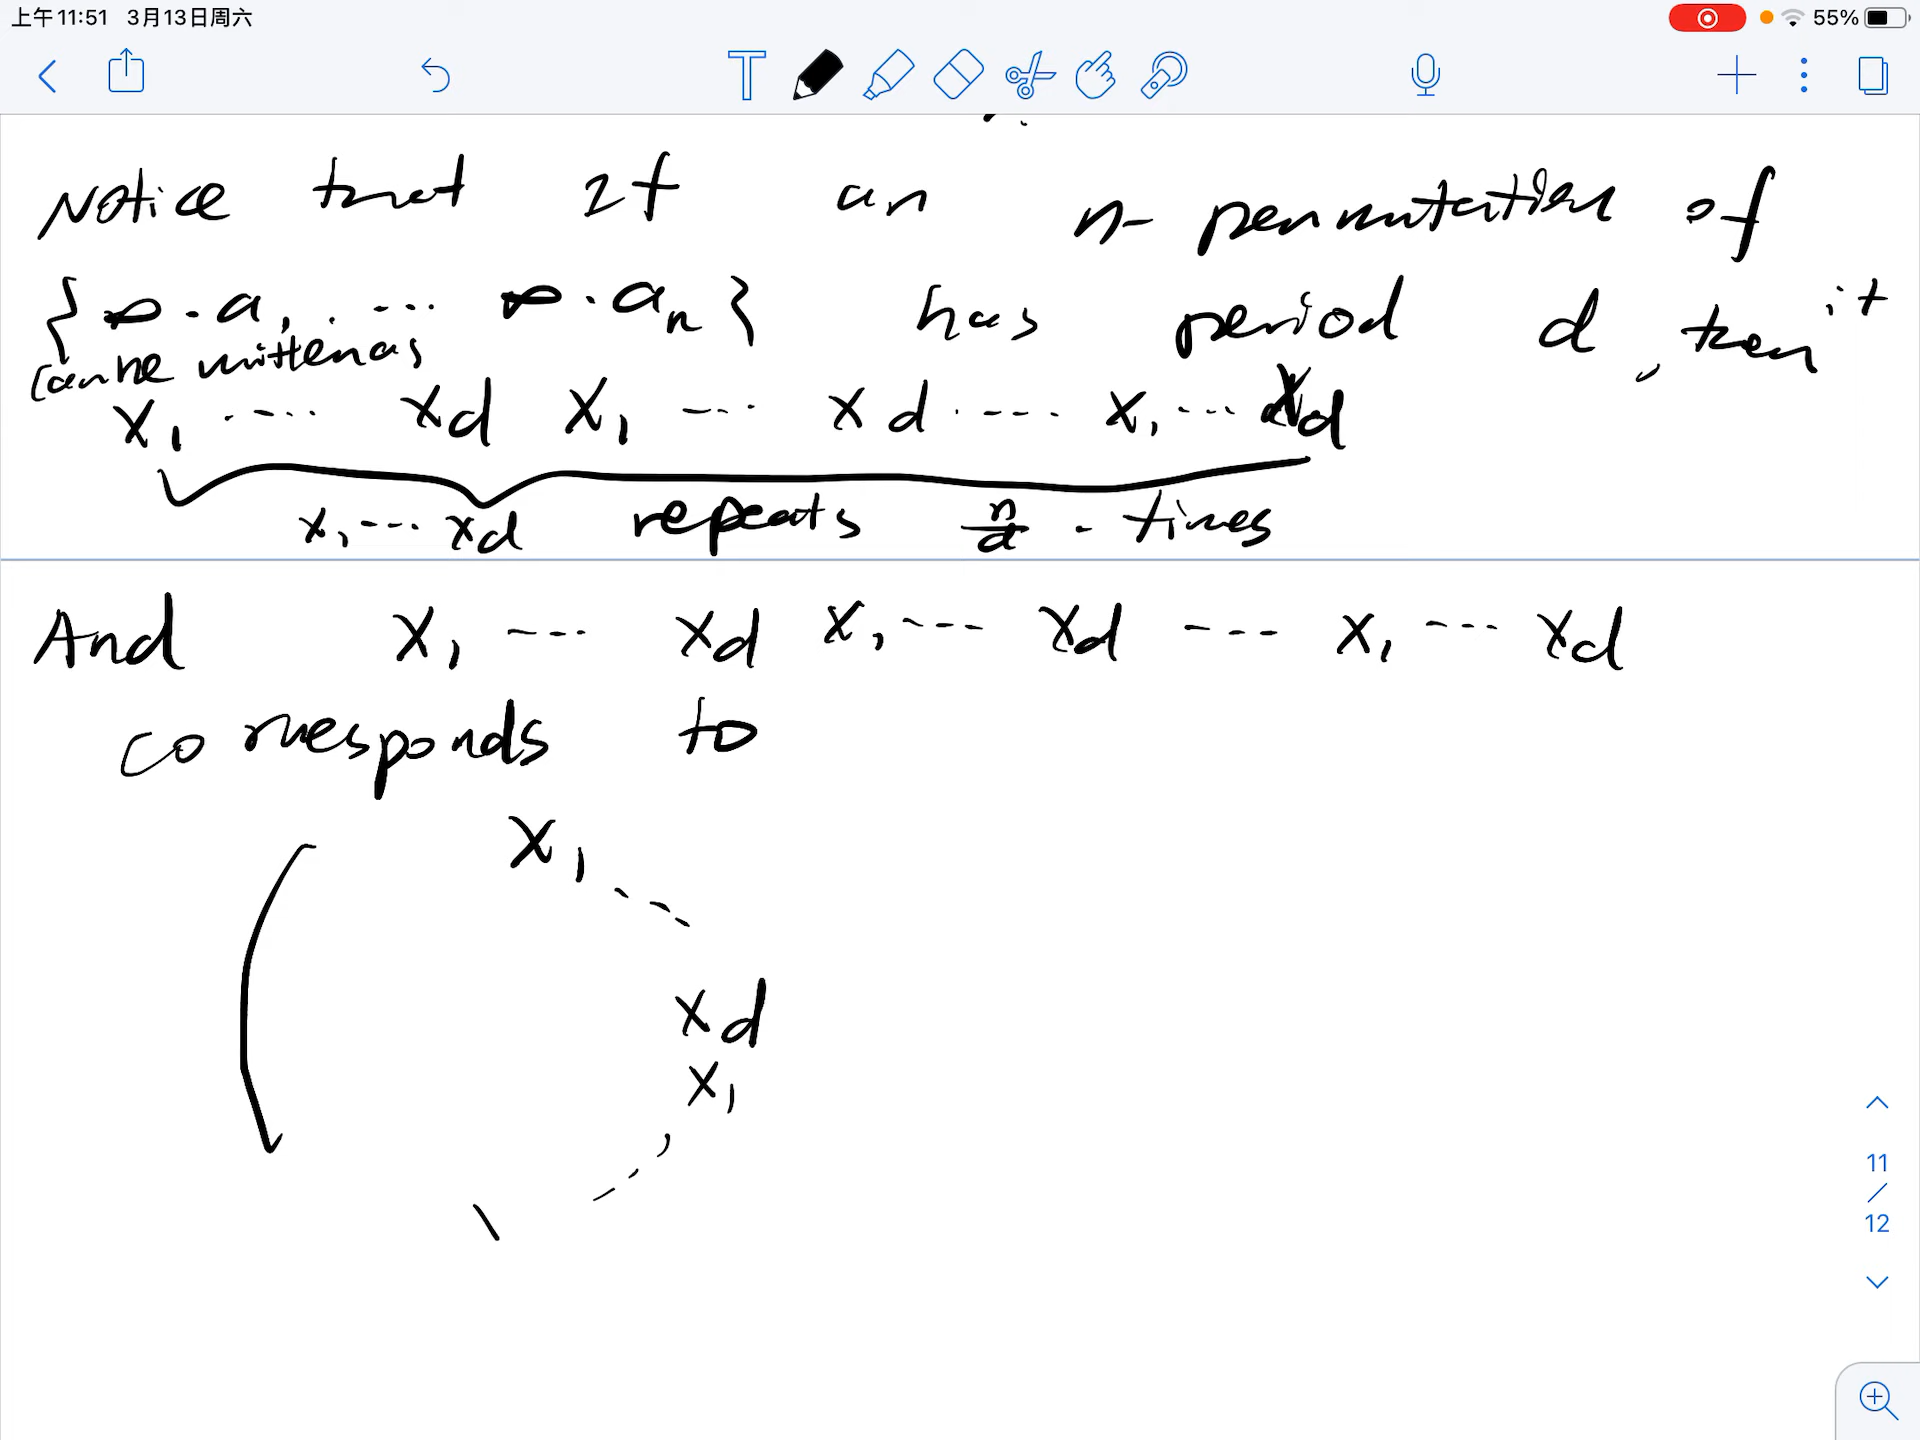 上午11:51 3月13日周六
55%
Notice that If an n-permutation of
{∞·a1, ... ∞·an} has period d, then it
can be written as
x1 ---- xd x1 --- xd ---- x1 --- xd
x1 --- xd repeats n/d - times
And x1 --- xd x1 --- xd --- x1 --- xd
corresponds to
x1
---
xd
x1
---
11
/
12